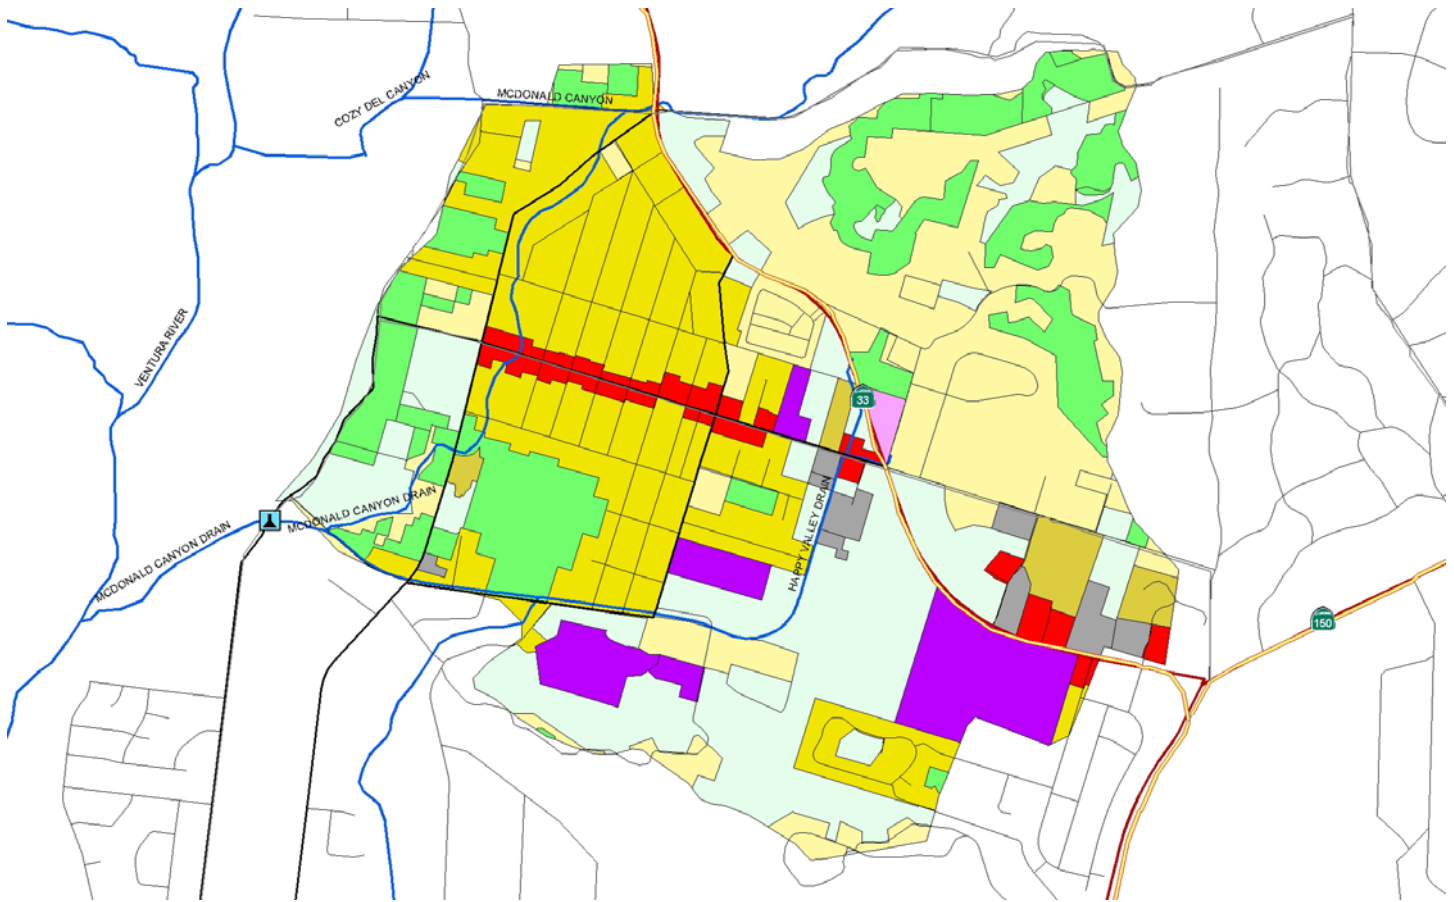 COZY DEL CANYON
MCDONALD CANYON
VENTURA RIVER
33
MCDONALD CANYON DRAIN
MCDONALD CANYON DRAIN
HAPPY VALLEY DRAIN
150